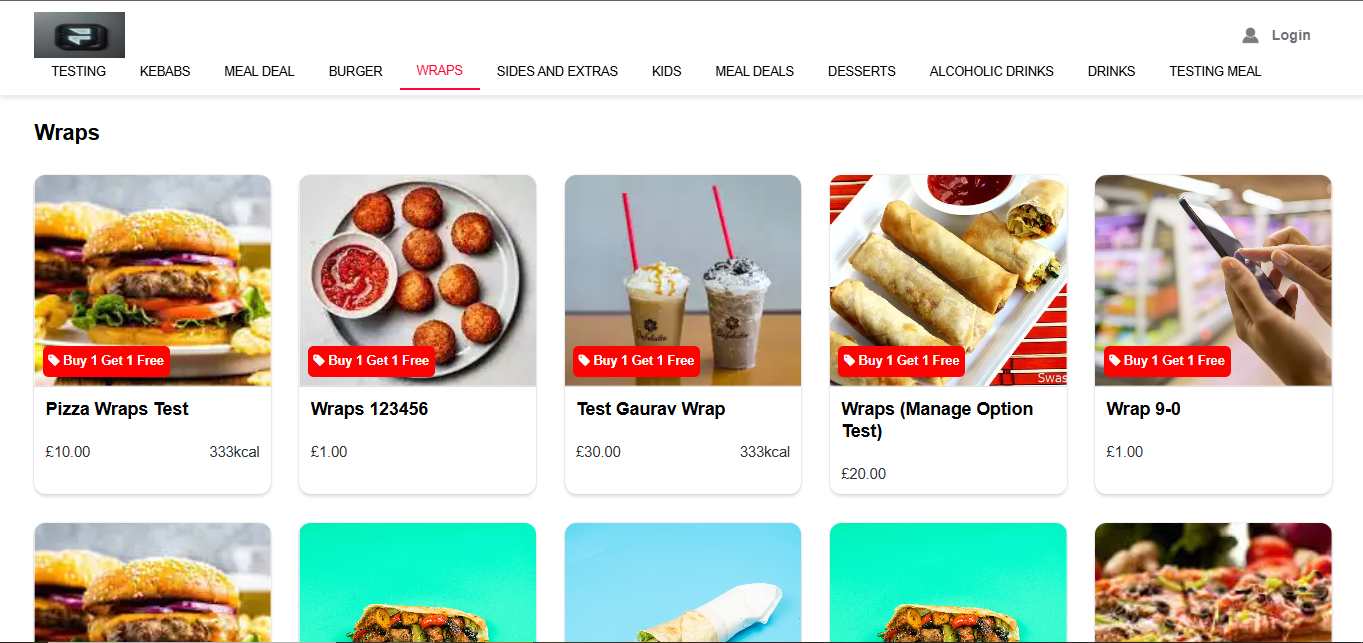 Login
TESTING KEBABS MEAL DEAL BURGER WRAPS SIDES AND EXTRAS KIDS MEAL DEALS DESSERTS ALCOHOLIC DRINKS DRINKS TESTING MEAL
Wraps
Buy 1 Get 1 Free
Pizza Wraps Test
£10.00 333kcal
Buy 1 Get 1 Free
Wraps 123456
£1.00
Buy 1 Get 1 Free
Test Gaurav Wrap
£30.00 333kcal
Swas
Buy 1 Get 1 Free
Wraps (Manage Option
Test)
£20.00
Buy 1 Get 1 Free
Wrap 9-0
£1.00